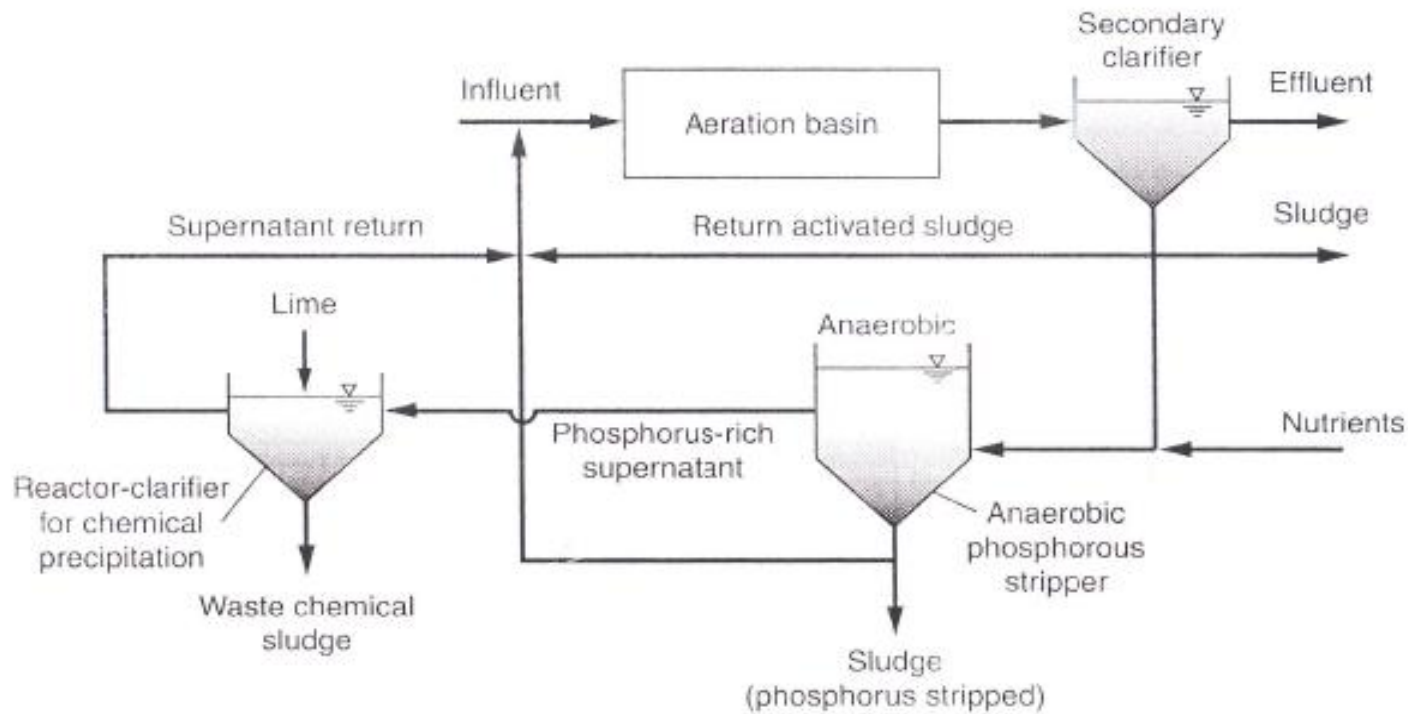 Secondary
clarifier
Influent
Effluent
Aeration basin
Supernatant return
Return activated sludge
Sludge
Lime
Anaerobic
Nutrients
Phosphorus-rich
supernatant
Reactor-clarifier
for chemical
precipitation
Anaerobic
phosphorous
stripper
Waste chemical
sludge
Sludge
(phosphorus stripped)